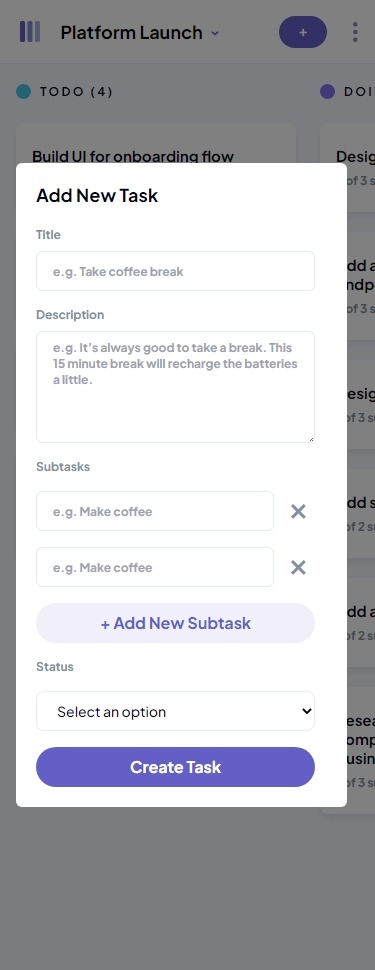 Platform Launch
+
TODO (4)
DOI
Build UI for onboarding flow
Add New Task
Title
e.g. Take coffee break
Description
e.g. It's always good to take a break. This
15 minute break will recharge the batteries
a little.
Subtasks
e.g. Make coffee
e.g. Make coffee
+ Add New Subtask
Status
Select an option
Create Task
Desig
of 3 s
dd a
ndp
of 3 s
esig
of 3 su
dd s
of 2 su
dd a
of 2 su
esea
omp
usin
of 3 s